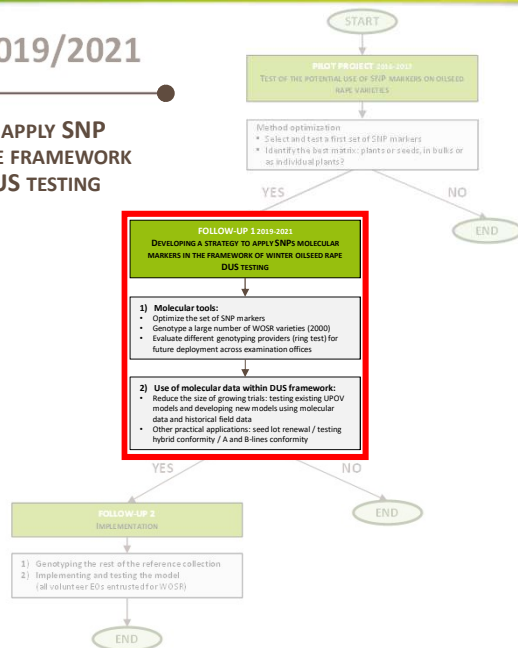 019/2021
APPLY SNP
E FRAMEWORK
DUS TESTING
START
PILOT PROJECT
TEST OF THE POTENTIAL USE OF SNP MARKERS ON OILSEED
RAPE VARIETIES
Method optimization
• Select and test a first set of SNP markers
• Identify the best matrix: plants or seeds, in bulks or
as individual plants?
YES
NO
END
FOLLOW-UP 1 2019-2021
DEVELOPING A STRATEGY TO APPLY SNPS MOLECULAR
MARKERS IN THE FRAMEWORK OF WINTER OILSEED RAPE
DUS TESTING
1) Molecular tools:
• Optimize the set of SNP markers
• Genotype a large number of WOSR varieties (2000)
• Evaluate different genotyping providers (ring test) for
future deployment across examination offices
2) Use of molecular data within DUS framework:
• Reduce the size of growing trials: testing existing UPOV
models and developing new models using molecular
data and historical field data
• Other practical applications: seed lot renewal / testing
hybrid conformity / A and B-lines conformity
YES
NO
END
FOLLOW-UP 2
IMPLEMENTATION
1) Genotyping the rest of the reference collection
2) Implementing and testing the model
(all volunteer EOs entrusted for WOSR)
END